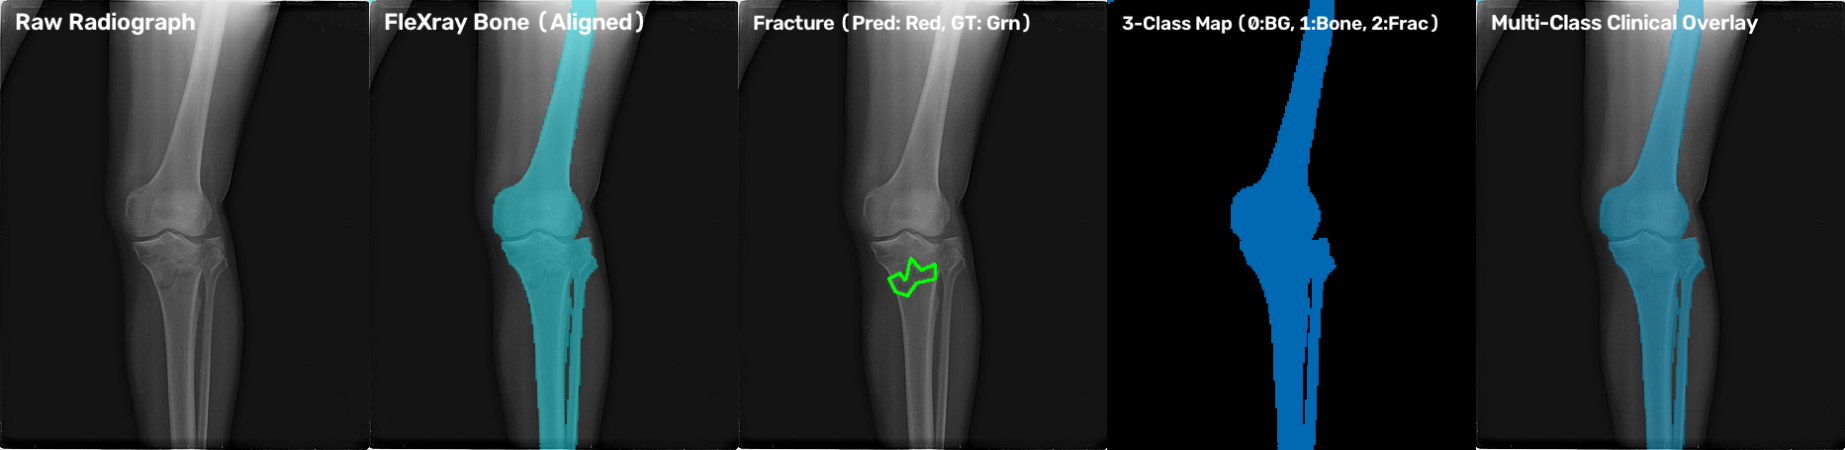 Raw Radiograph
FleXray Bone (Aligned)
Fracture (Pred: Red, GT: Grn)
3-Class Map (0:BG, 1:Bone, 2:Frac)
Multi-Class Clinical Overlay